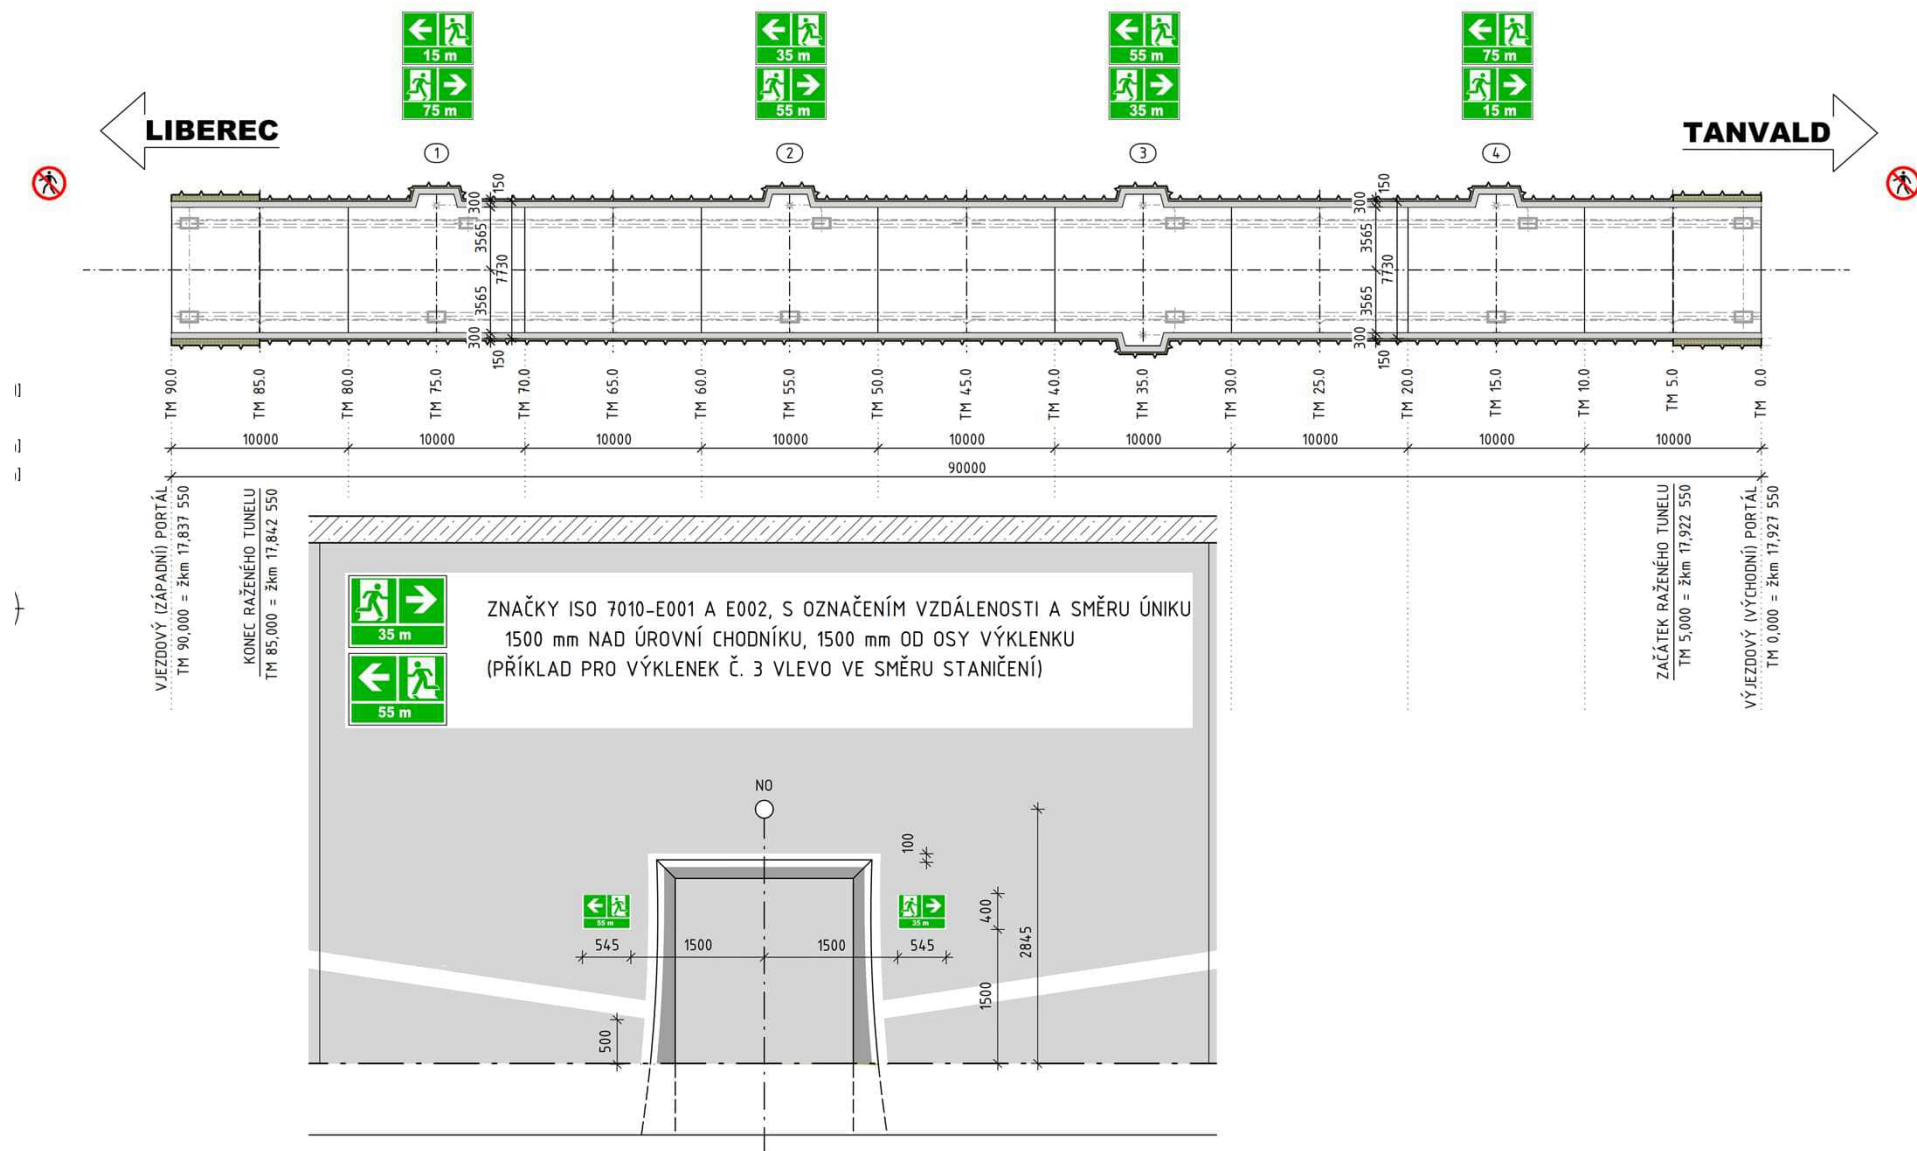 15 m
75 m
35 m
55 m
55 m
35 m
75 m
15 m
LIBEREC
TANVALD
1
2
3
4
150
300
3565
7730
3565
300
150
150
300
3565
7730
3565
300
150
TM 90.0
TM 85.0
TM 80.0
TM 75.0
TM 70.0
TM 65.0
TM 60.0
TM 55.0
TM 50.0
TM 45.0
TM 40.0
TM 35.0
TM 30.0
TM 25.0
TM 20.0
TM 15.0
TM 10.0
TM 5.0
TM 0.0
10000
10000
10000
10000
10000
10000
10000
10000
10000
90000
VJEZDOVÝ (ZÁPADNÍ) PORTÁL
TM 90,000 = žkm 17,837 550
KONEC RAŽENÉHO TUNELU
TM 85,000 = žkm 17,842 550
ZAČÁTEK RAŽENÉHO TUNELU
TM 5,000 = žkm 17,922 550
VÝJEZDOVÝ (VÝCHODNÍ) PORTÁL
TM 0,000 = žkm 17,927 550
35 m
55 m
ZNAČKY ISO 7010-E001 A E002, S OZNAČENÍM VZDÁLENOSTI A SMĚRU ÚNIKU
1500 mm NAD ÚROVNÍ CHODNÍKU, 1500 mm OD OSY VÝKLENKU
(PŘÍKLAD PRO VÝKLENEK Č. 3 VLEVO VE SMĚRU STANIČENÍ)
NO
100
55 m
35 m
400
2845
545
1500
1500
545
1500
500